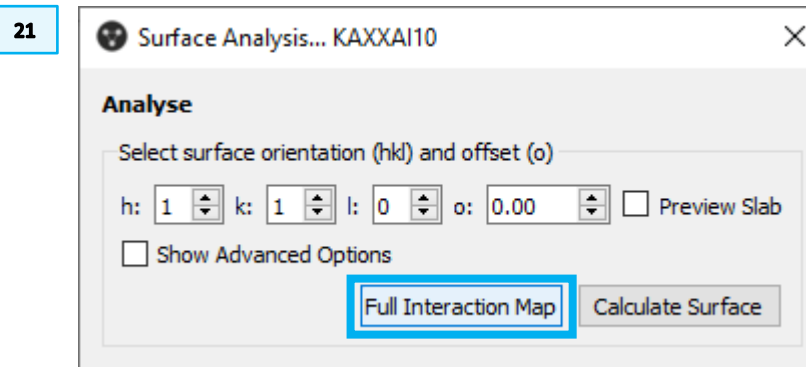 21
Surface Analysis... KAXXAI10
Analyse
Select surface orientation (hkl) and offset (o)
h: 1 k: 1 l: 0 o: 0.00 Preview Slab
Show Advanced Options
Full Interaction Map Calculate Surface